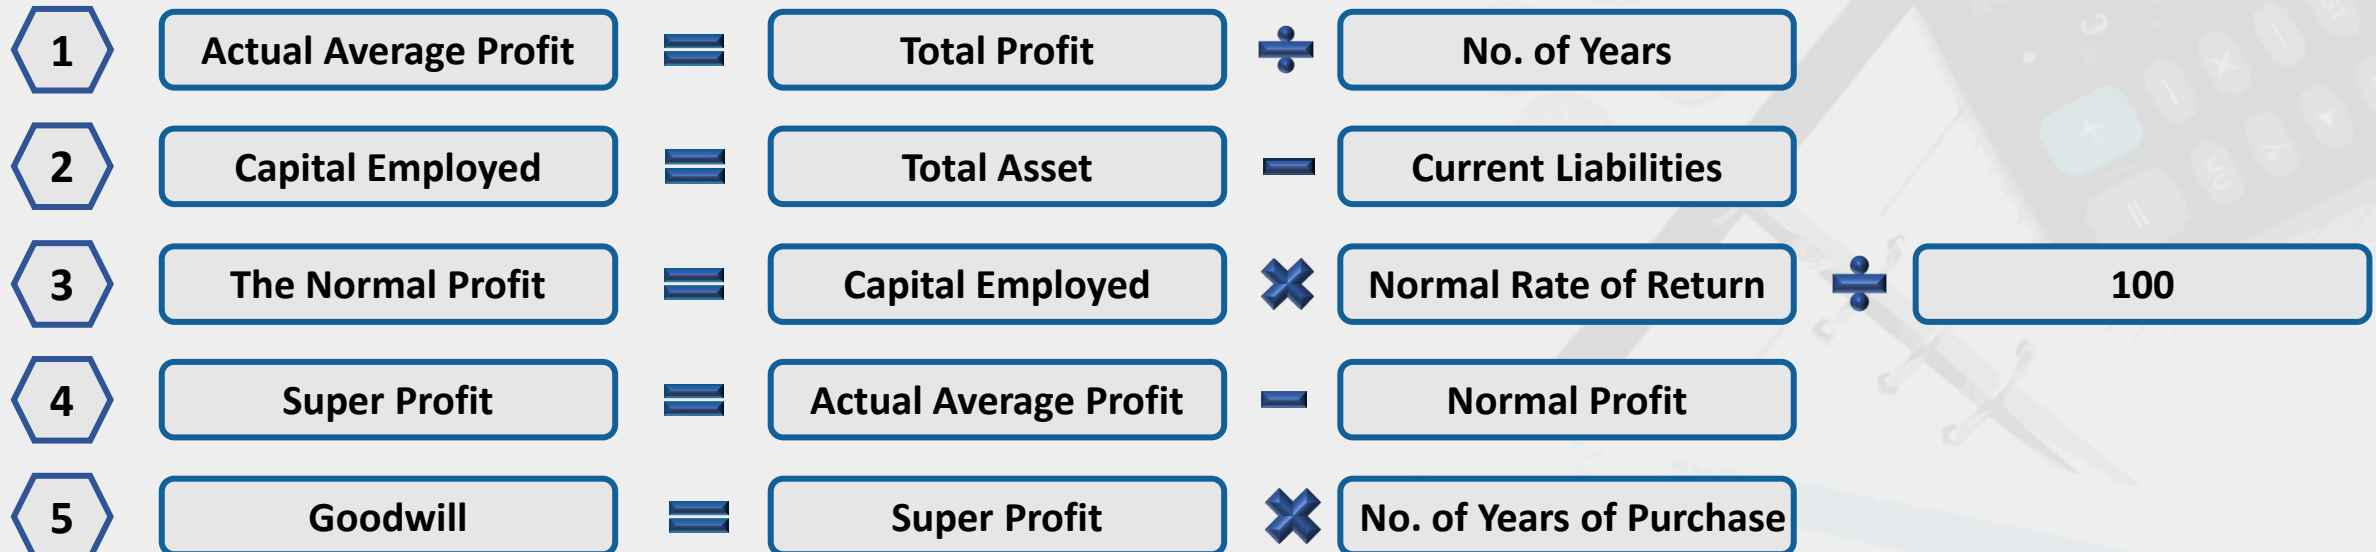 1 Actual Average Profit = Total Profit ÷ No. of Years
2 Capital Employed = Total Asset - Current Liabilities
3 The Normal Profit = Capital Employed × Normal Rate of Return ÷ 100
4 Super Profit = Actual Average Profit - Normal Profit
5 Goodwill = Super Profit × No. of Years of Purchase